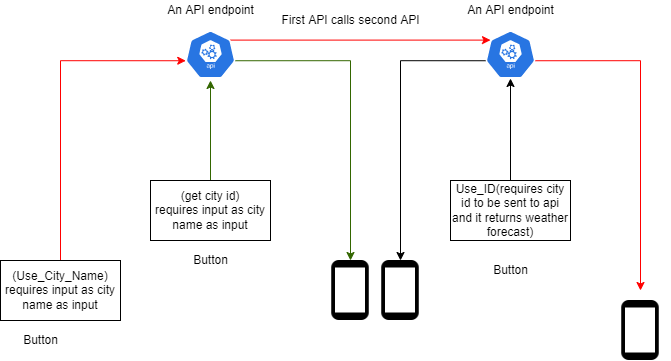 An API endpoint
First API calls second API
An API endpoint
api
api
(get city id)
requires input as city
name as input
Use_ID(requires city
id to be sent to api
and it returns weather
forecast)
Button
Button
(Use_City_Name)
requires input as city
name as input
Button